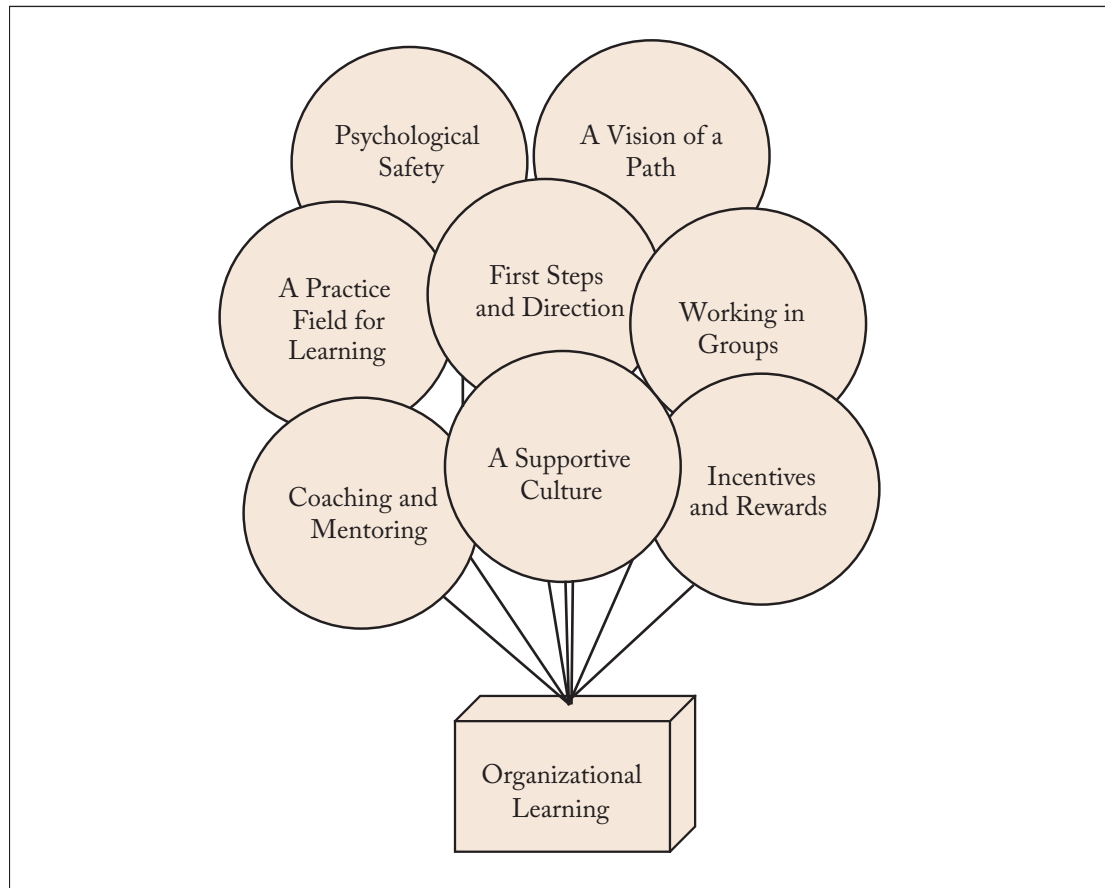 Psychological
Safety
A Vision of a
Path
A Practice
Field for
Learning
First Steps
and Direction
Working in
Groups
Coaching and
Mentoring
A Supportive
Culture
Incentives
and Rewards
Organizational
Learning